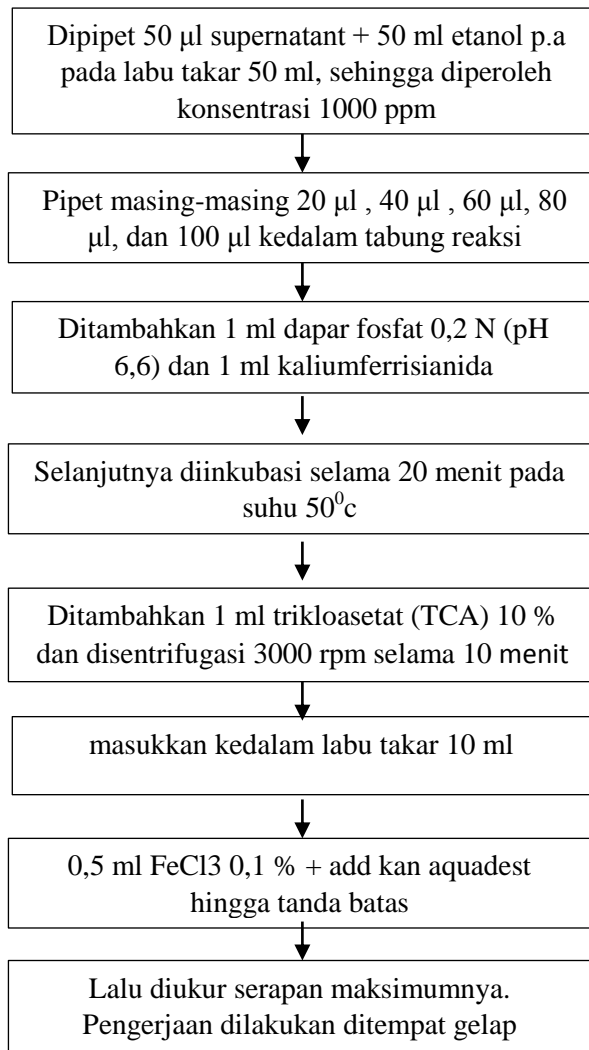 Dipipet 50 µl supernatant + 50 ml etanol p.a
pada labu takar 50 ml, sehingga diperoleh
konsentrasi 1000 ppm
Pipet masing-masing 20 µl , 40 µl , 60 µl, 80
µl, dan 100 µl kedalam tabung reaksi
Ditambahkan 1 ml dapar fosfat 0,2 N (pH
6,6) dan 1 ml kaliumferrisianida
Selanjutnya diinkubasi selama 20 menit pada
suhu 50⁰c
Ditambahkan 1 ml trikloasetat (TCA) 10 %
dan disentrifugasi 3000 rpm selama 10 menit
masukkan kedalam labu takar 10 ml
0,5 ml FeCl3 0,1 % + add kan aquadest
hingga tanda batas
Lalu diukur serapan maksimumnya.
Pengerjaan dilakukan ditempat gelap